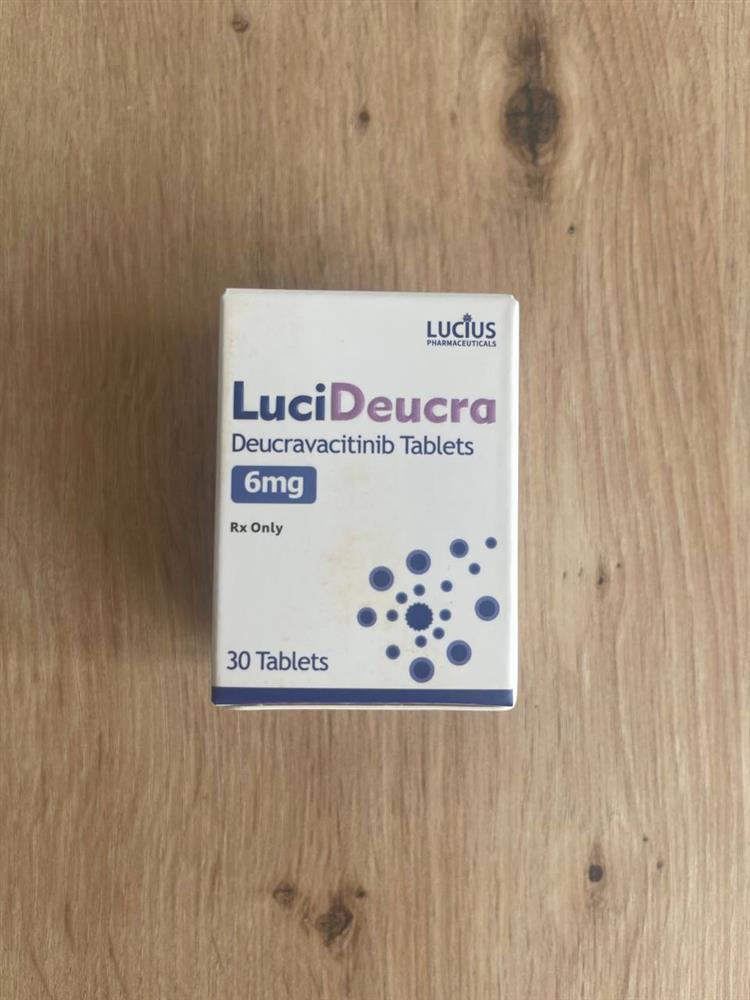 LUCIUS
PHARMACEUTICALS
LuciDeucra
Deucravacitinib Tablets
6mg
Rx Only
30 Tablets